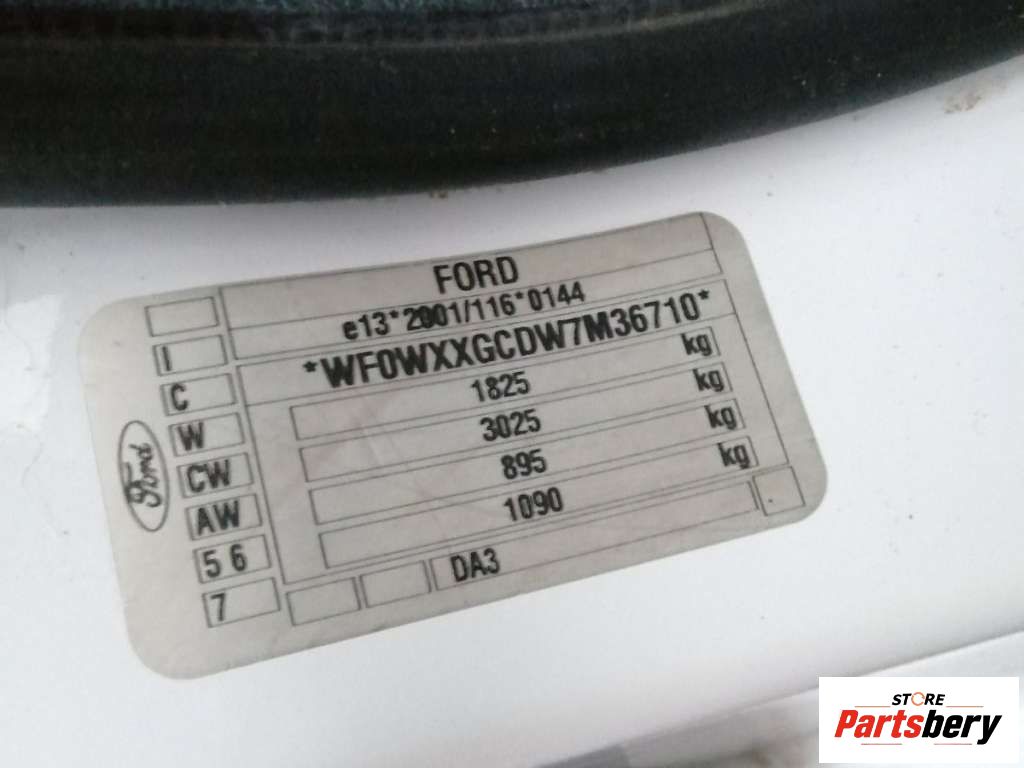 FORD
e13*2001/116*0144
I
*WF0WXXGCDW7M36710*
C
1825 kg
W
3025 kg
CW
895 kg
AW
1090 kg
5 6
7
DA3
Ford
STORE
Partsbery